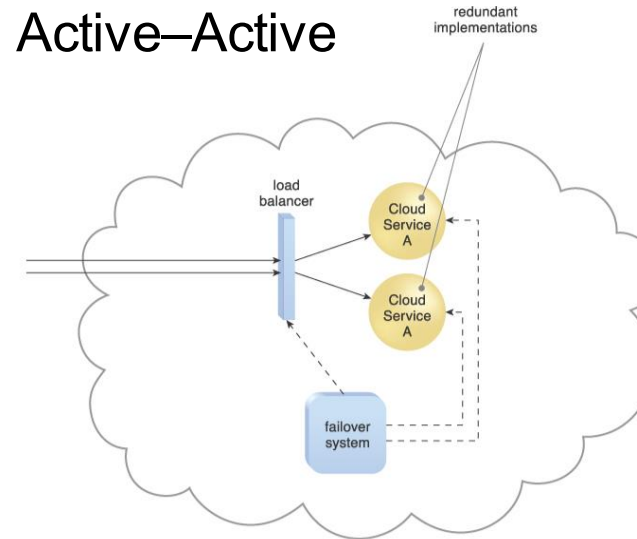 Active–Active
redundant
implementations
load
balancer
Cloud
Service
A
Cloud
Service
A
failover
system